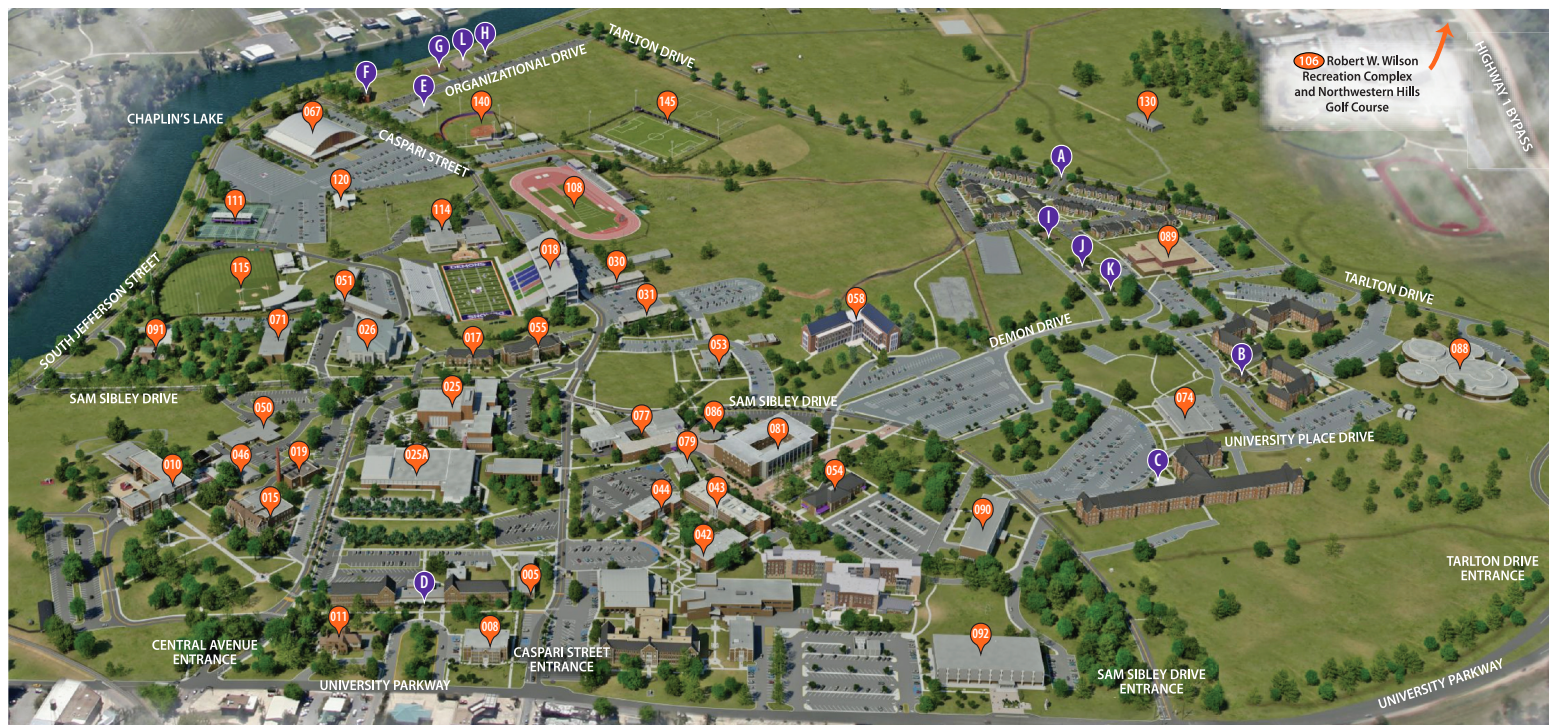 G
L
H
TARLTON DRIVE
106 Robert W. Wilson
Recreation Complex
and Northwestern Hills
Golf Course
HIGHWAY 1 BYPASS
F
E
ORGANIZATIONAL DRIVE
067
140
145
130
CHAPLIN'S LAKE
CASPARI STREET
A
120
108
111
114
I
J
089
K
018
115
051
030
031
058
TARLTON DRIVE
DEMONS
DEMONS
SOUTH JEFFERSON STREET
091
071
026
017
055
053
DEMON DRIVE
B
088
SAM SIBLEY DRIVE
025
SAM SIBLEY DRIVE
074
050
077
086
081
UNIVERSITY PLACE DRIVE
010
046
019
025A
079
054
C
015
044
043
090
042
D
005
TARLTON DRIVE
ENTRANCE
011
008
092
CENTRAL AVENUE
ENTRANCE
CASPARI STREET
ENTRANCE
SAM SIBLEY DRIVE
ENTRANCE
UNIVERSITY PARKWAY
UNIVERSITY PARKWAY